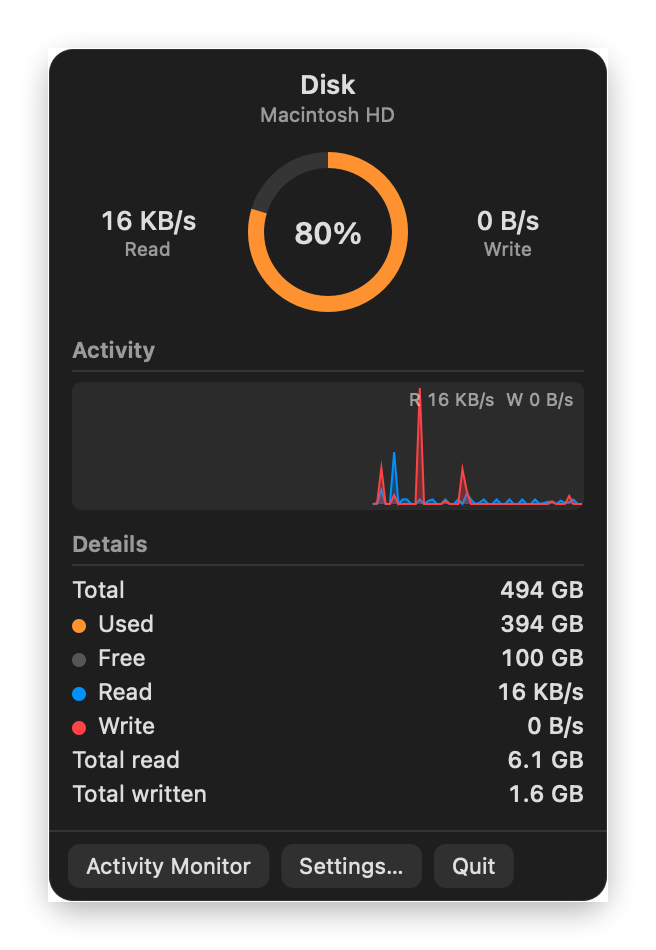 Disk
Macintosh HD
16 KB/s
Read
80%
0 B/s
Write
Activity
R 16 KB/s W 0 B/s
Details
Total 494 GB
Used 394 GB
Free 100 GB
Read 16 KB/s
Write 0 B/s
Total read 6.1 GB
Total written 1.6 GB
Activity Monitor Settings... Quit